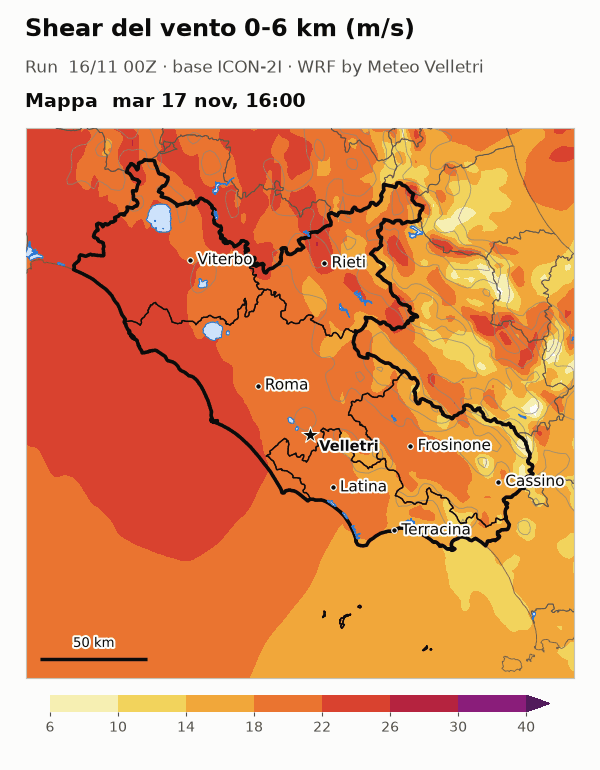 Shear del vento 0-6 km (m/s)
Run  16/11 00Z · base ICON-2I · WRF by Meteo Velletri
Mappa  mar 17 nov, 16:00
Viterbo
Rieti
Roma
Velletri
Frosinone
Cassino
Latina
Terracina
50 km
6 10 14 18 22 26 30 40